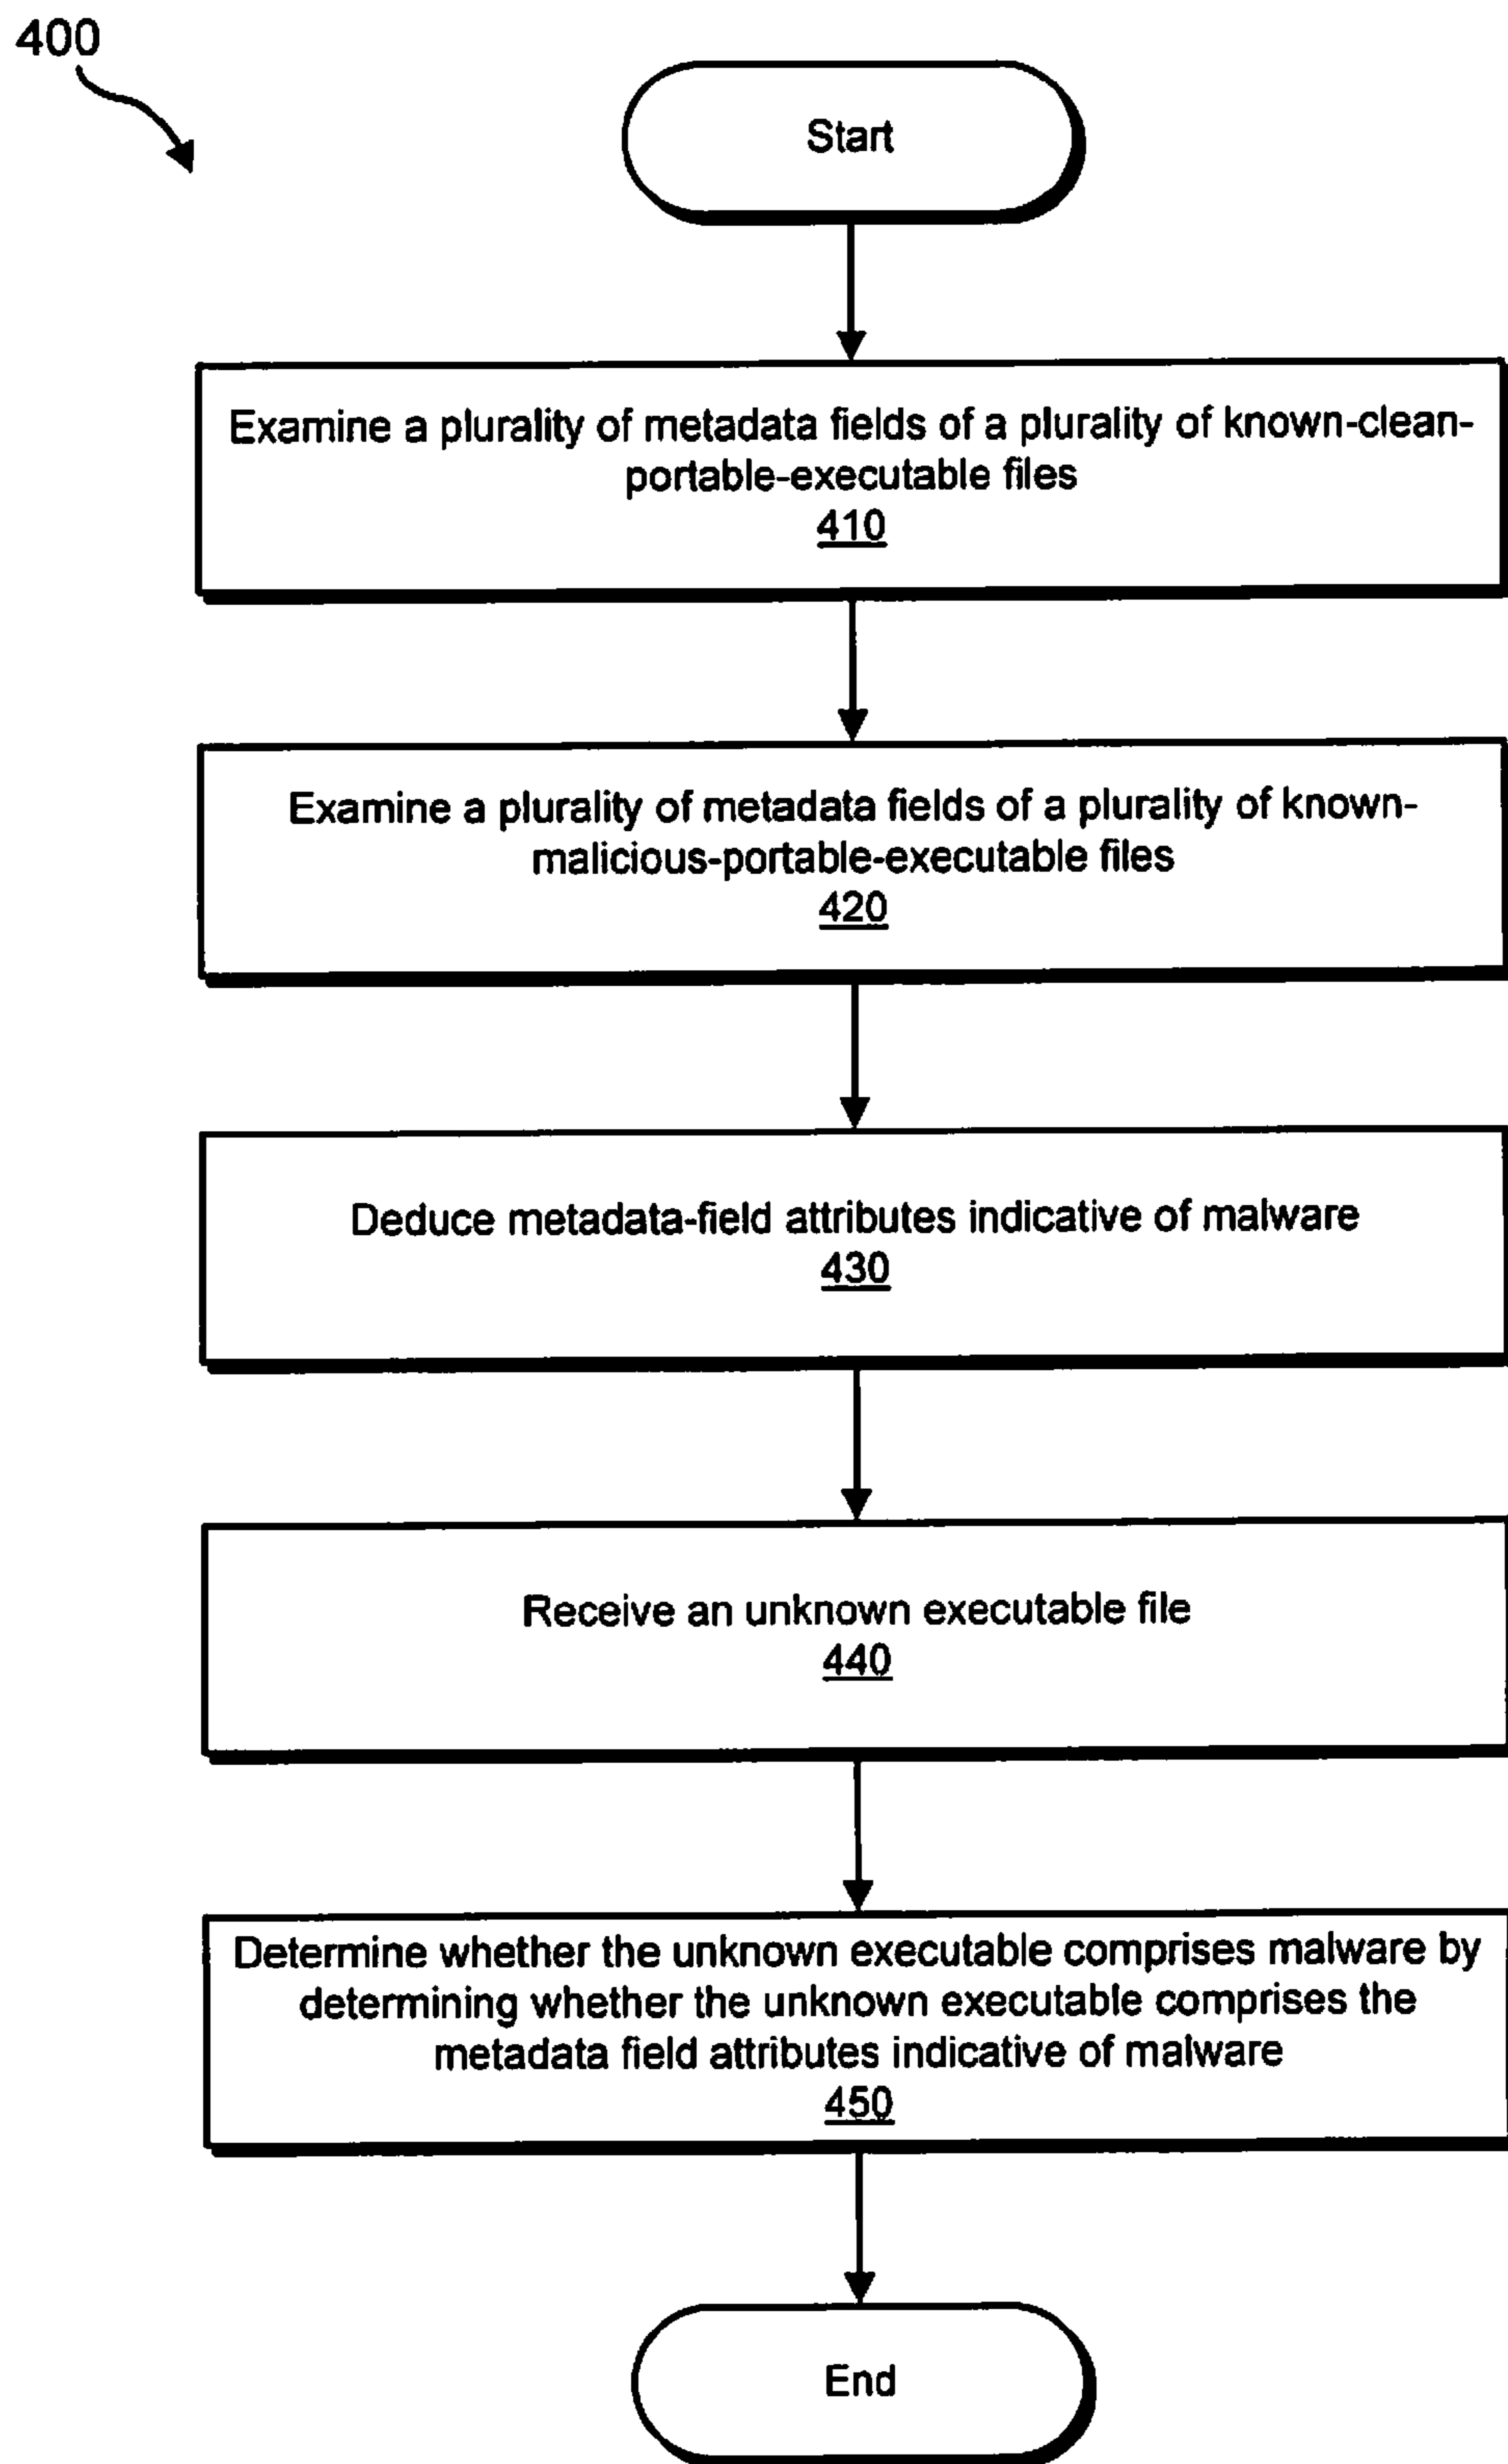 400
Start
Examine a plurality of metadata fields of a plurality of known-clean-
portable-executable files
410
Examine a plurality of metadata fields of a plurality of known-
malicious-portable-executable files
420
Deduce metadata-field attributes indicative of malware
430
Receive an unknown executable file
440
Determine whether the unknown executable comprises malware by
determining whether the unknown executable comprises the
metadata field attributes indicative of malware
450
End